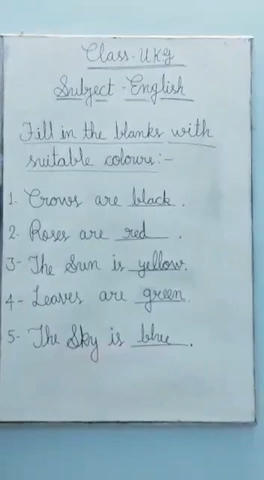 Class-UKG
Subject-English
Fill in the blanks with
suitable colours:-
1. Crows are black.
2. Roses are red.
3- The Sun is yellow.
4- Leaves are green.
5- The Sky is blue.